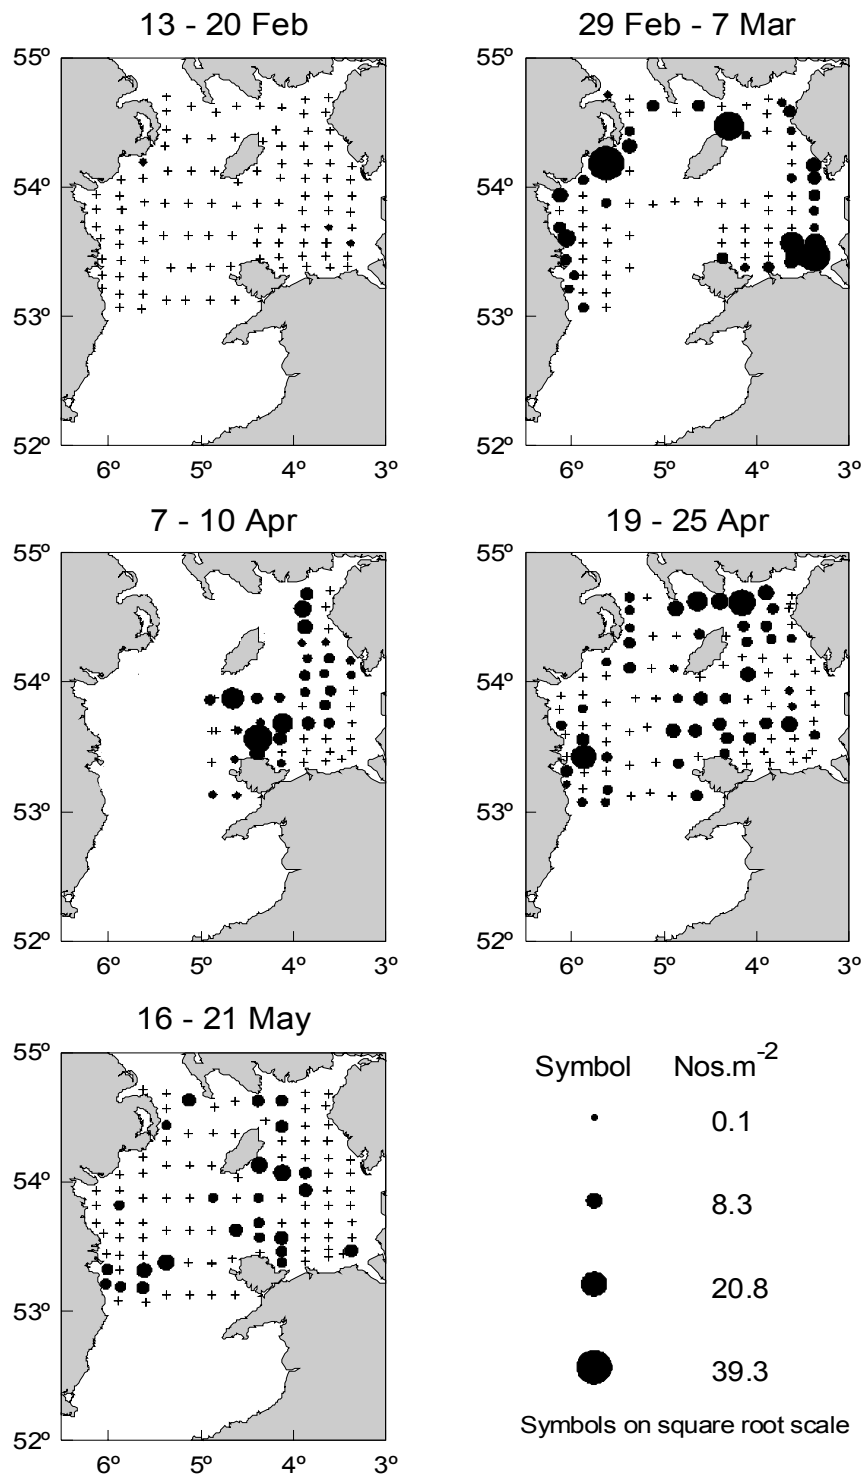 13 - 20 Feb
29 Feb - 7 Mar
55º
54º
53º
52º
6º 5º 4º 3º
55º
54º
53º
52º
6º 5º 4º 3º
7 - 10 Apr
19 - 25 Apr
55º
54º
53º
52º
6º 5º 4º 3º
55º
54º
53º
52º
6º 5º 4º 3º
16 - 21 May
55º
54º
53º
52º
6º 5º 4º 3º
Symbol Nos.m-2
0.1
8.3
20.8
39.3
Symbols on square root scale